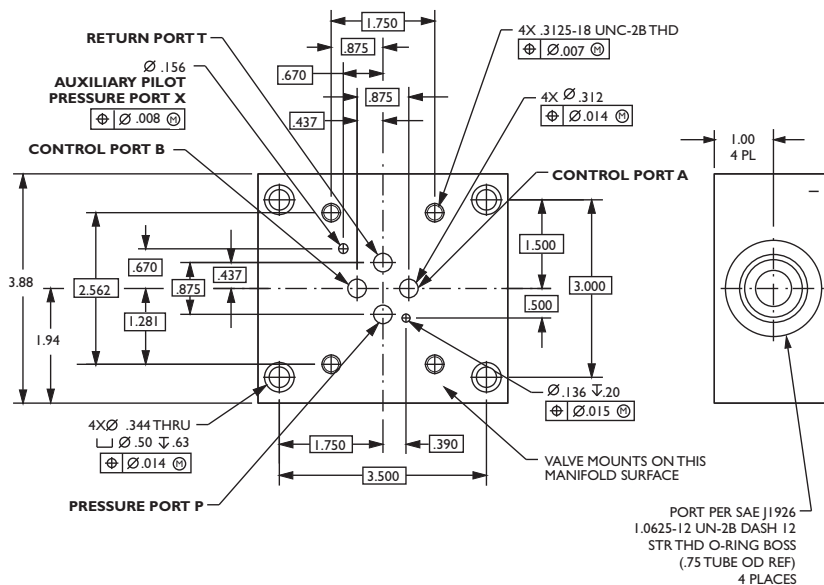 1.750
.875
.670
.875
.437
RETURN PORT T
Ø .156
AUXILIARY PILOT
PRESSURE PORT X
⌖ Ø.008 Ⓜ
CONTROL PORT B
4X .3125-18 UNC-2B THD
⌖ Ø.007 Ⓜ
4X Ø .312
⌖ Ø.014 Ⓜ
CONTROL PORT A
1.00
4 PL
3.88
2.562
1.94
.670
.875
1.281
.437
1.500
.500
3.000
4XØ .344 THRU
⌴ Ø .50 ↧.63
⌖ Ø.014 Ⓜ
PRESSURE PORT P
1.750
3.500
.390
Ø.136 ↧.20
⌖ Ø.015 Ⓜ
VALVE MOUNTS ON THIS
MANIFOLD SURFACE
PORT PER SAE J1926
1.0625-12 UN-2B DASH 12
STR THD O-RING BOSS
(.75 TUBE OD REF)
4 PLACES